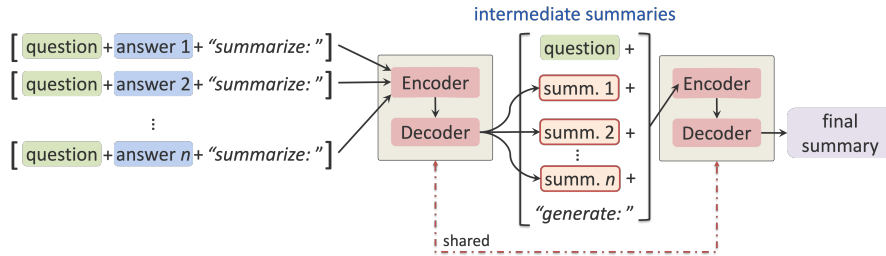 intermediate summaries
[ question + answer 1 + “summarize: ” ]
[ question + answer 2 + “summarize: ” ]
⋮
[ question + answer n + “summarize: ” ]
Encoder
Decoder
question +
summ. 1 +
summ. 2 +
⋮
summ. n +
“generate: ”
Encoder
Decoder
final
summary
shared